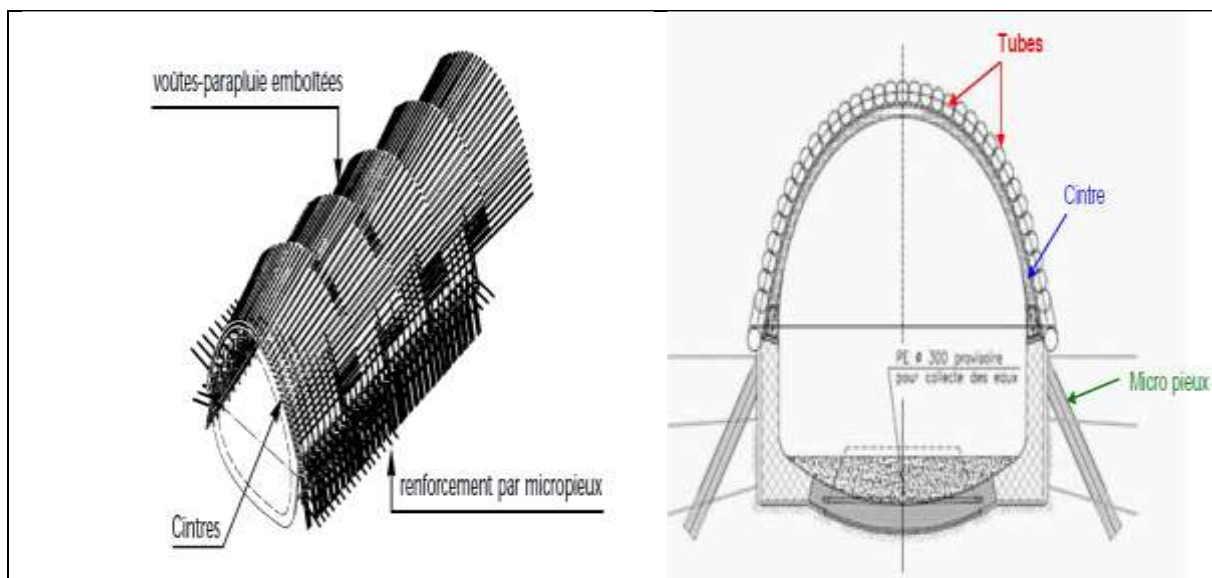 voûtes-parapluie emboîtées
renforcement par micropieux
Cintres
Tubes
Cintre
PE ø 300 provisoire
pour collecte des eaux
Micro pieux